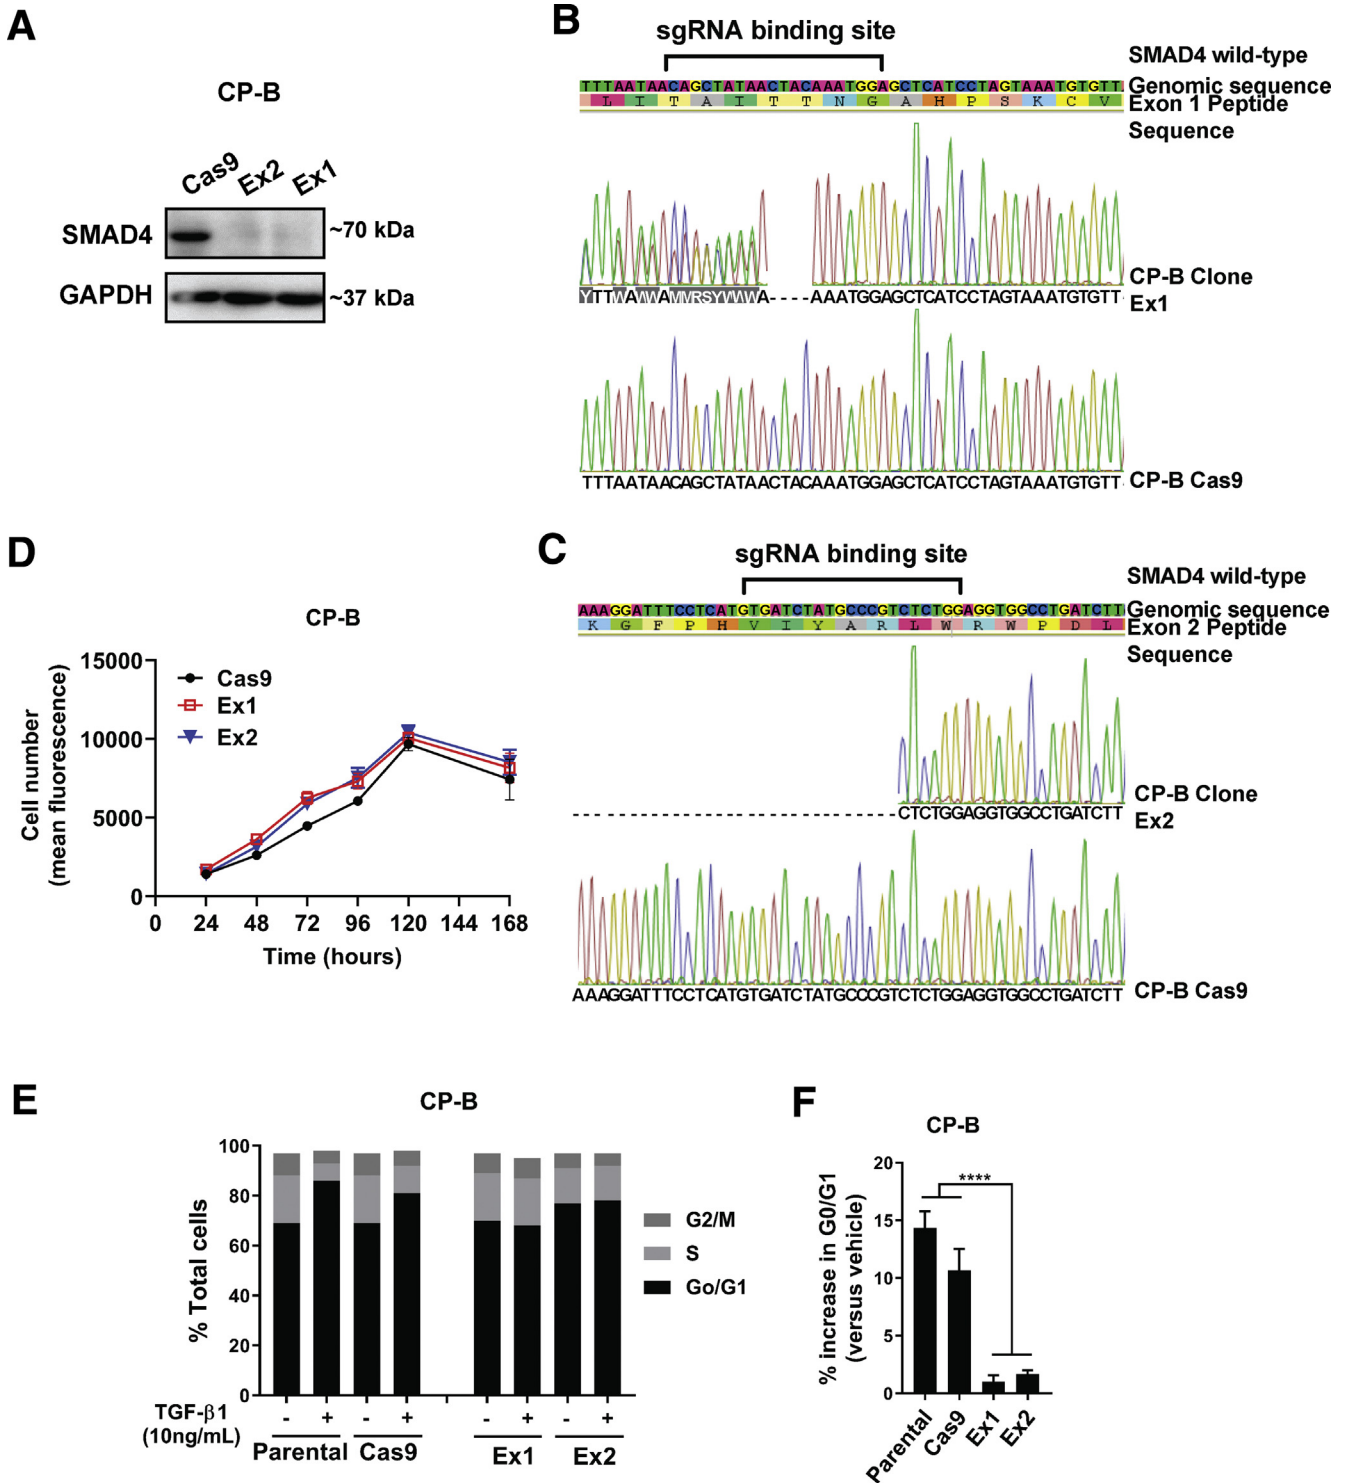 A
CP-B
Cas9
Ex2
Ex1
SMAD4
~70 kDa
GAPDH
~37 kDa
B
sgRNA binding site
SMAD4 wild-type
TTTAATAACAGCTATAACTACAAATGGAGCTCATCCTAGTAAATGTGTT
Genomic sequence
L I T A I T T N G A H P S K C V
Exon 1 Peptide
Sequence
CP-B Clone
YTTWAWWAMMRSYWWWA----AAATGGAGCTCATCCTAGTAAATGTGTT
Ex1
TTTAATAACAGCTATAACTACAAATGGAGCTCATCCTAGTAAATGTGTT
CP-B Cas9
C
sgRNA binding site
SMAD4 wild-type
AAAGGATTTCCTCATGTGATCTATGCCCGTCTCTGGAGGTGGCCTGATCTT
Genomic sequence
K G F P H V I Y A R L W R W P D L
Exon 2 Peptide
Sequence
CP-B Clone
------------------------------CTCTGGAGGTGGCCTGATCTT
Ex2
AAAGGATTTCCTCATGTGATCTATGCCCGTCTCTGGAGGTGGCCTGATCTT
CP-B Cas9
D
CP-B
Cell number
(mean fluorescence)
15000
10000
5000
0
Cas9
Ex1
Ex2
0 24 48 72 96 120 144 168
Time (hours)
E
CP-B
% Total cells
100
80
60
40
20
0
G2/M
S
Go/G1
TGF-β1
(10ng/mL)
- + - + - + - +
Parental Cas9 Ex1 Ex2
F
CP-B
% increase in G0/G1
(versus vehicle)
20
15
10
5
0
****
Parental
Cas9
Ex1
Ex2